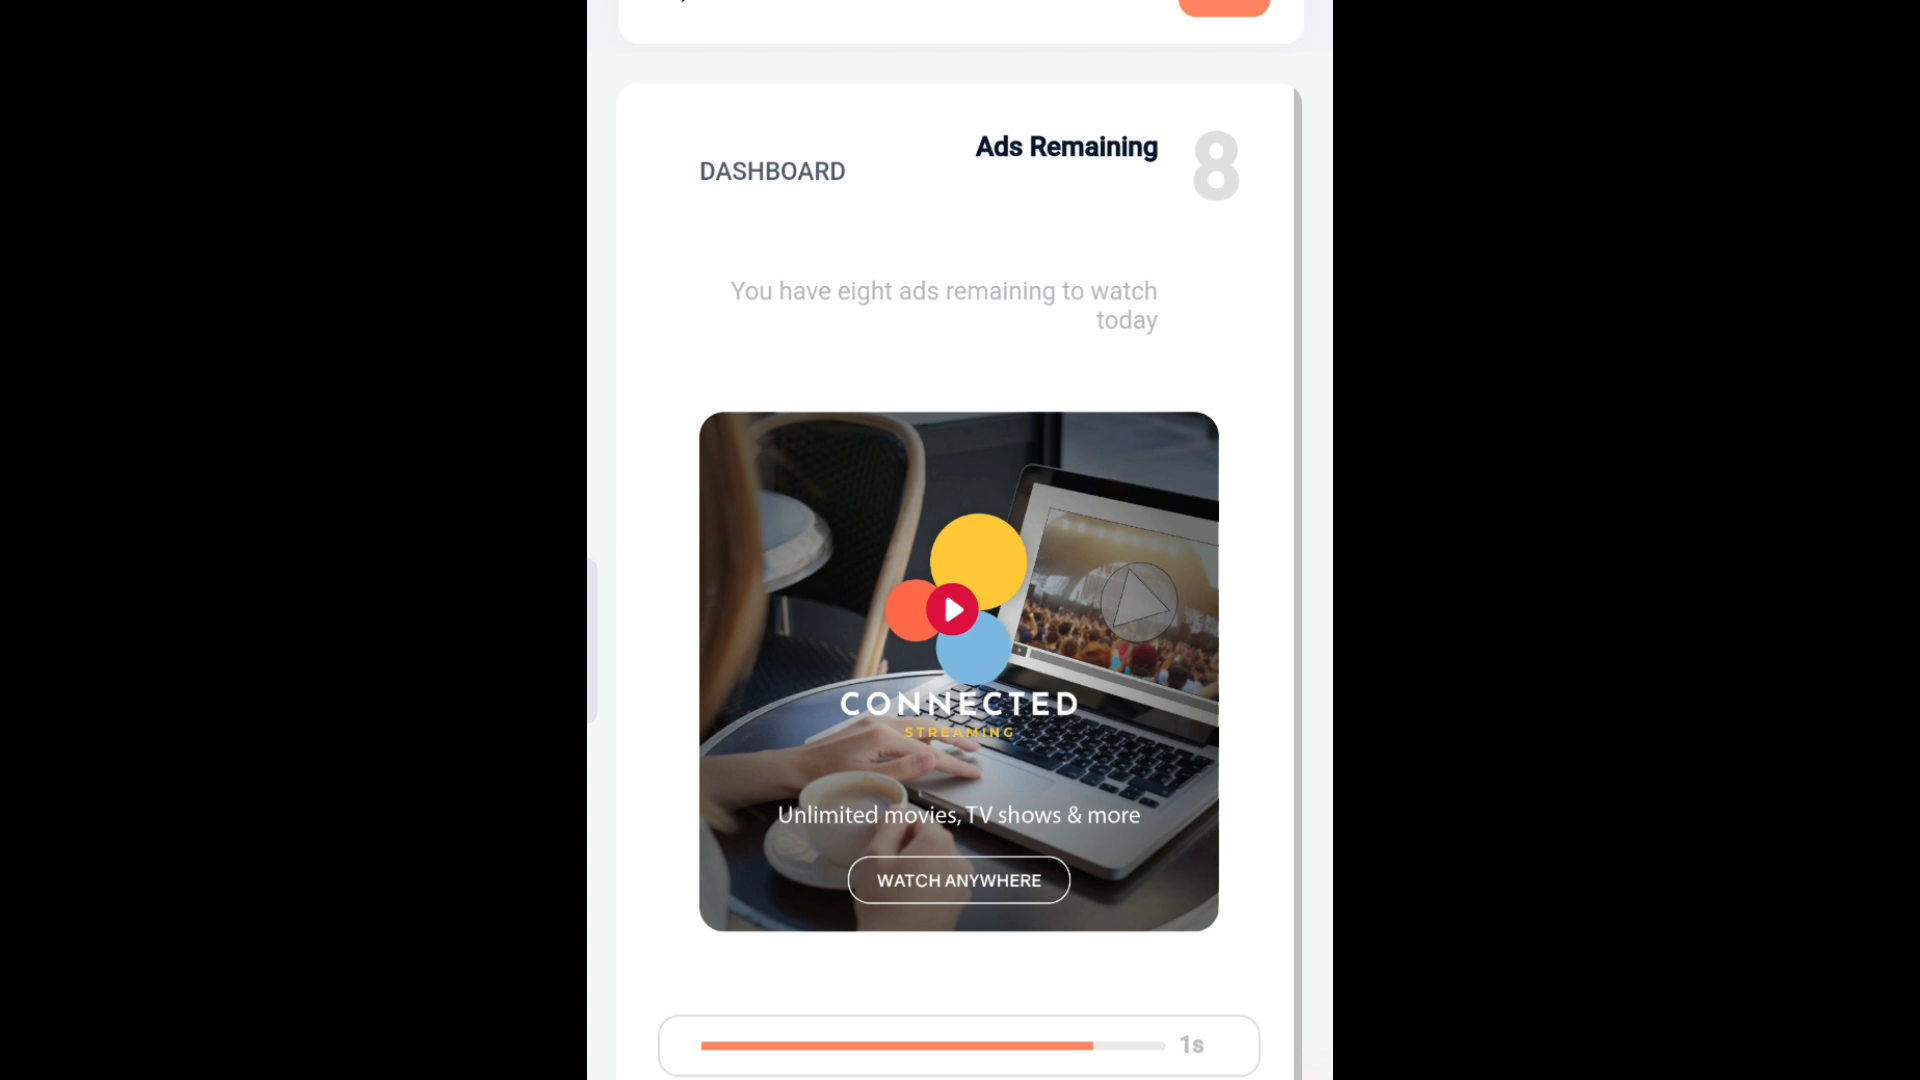 Ads Remaining
8
DASHBOARD
You have eight ads remaining to watch
today
CONNECTED
STREAMING
Unlimited movies, TV shows & more
WATCH ANYWHERE
1s